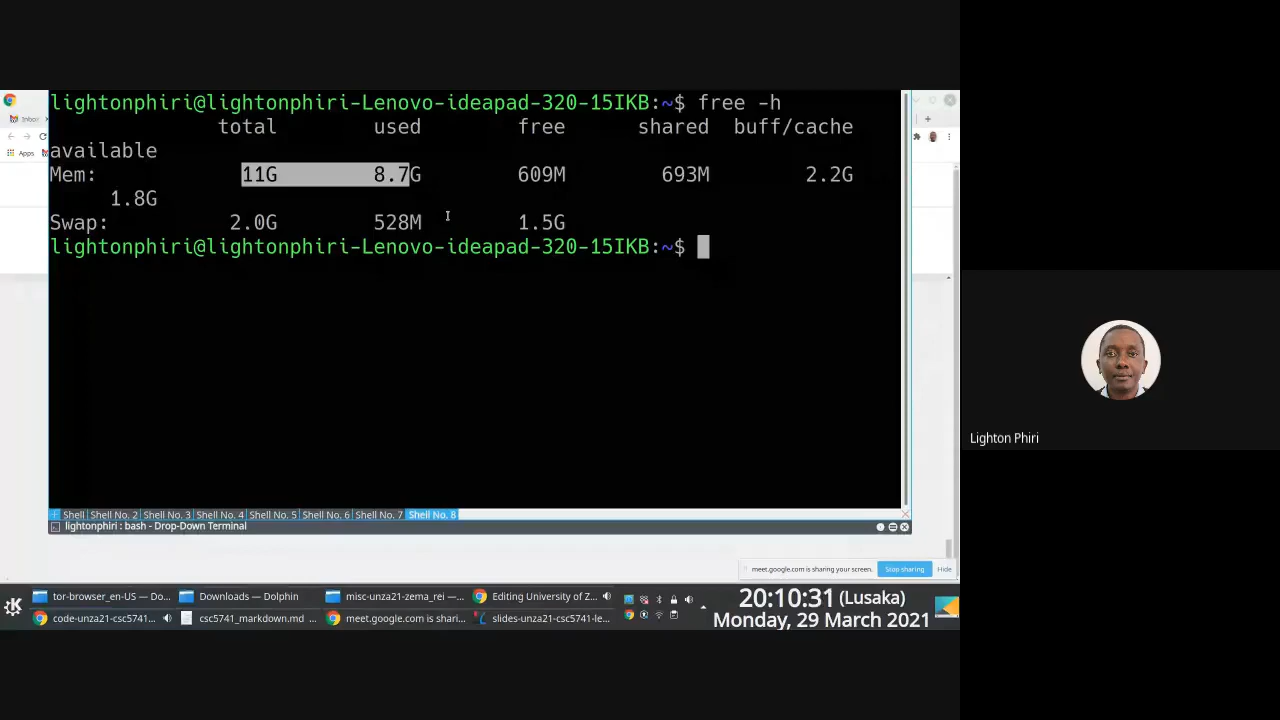 lightonphiri@lightonphiri-Lenovo-ideapad-320-15IKB:~$ free -h
total used free shared buff/cache
available
Mem: 11G 8.7G 609M 693M 2.2G
1.8G
Swap: 2.0G 528M 1.5G
lightonphiri@lightonphiri-Lenovo-ideapad-320-15IKB:~$
Inbox
Apps
Lighton Phiri
Shell Shell No. 2 Shell No. 3 Shell No. 4 Shell No. 5 Shell No. 6 Shell No. 7 Shell No. 8
lightonphiri : bash - Drop-Down Terminal
meet.google.com is sharing your screen. Stop sharing Hide
tor-browser_en-US — Do... Downloads — Dolphin misc-unza21-zema_rei —... Editing University of Z...
20:10:31 (Lusaka)
code-unza21-csc5741... csc5741_markdown.md ... meet.google.com is shari... slides-unza21-csc5741-le...
Monday, 29 March 2021